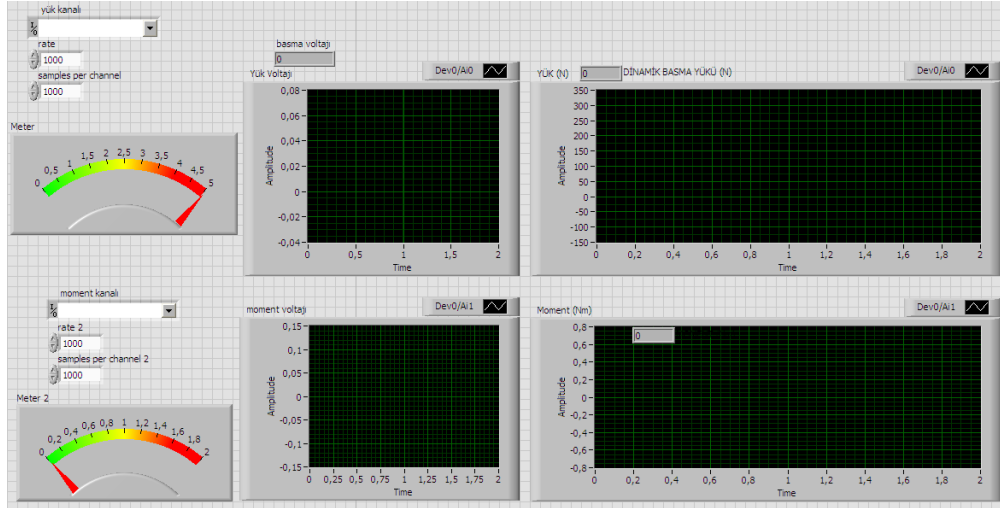 yük kanalı
rate
1000
samples per channel
1000
Meter
0 0,5 1 1,5 2 2,5 3 3,5 4 4,5 5
basma voltajı
0
Yük Voltajı
Dev0/Ai0
0,08
0,06
0,04
0,02
0
-0,02
-0,04
Amplitude
0 0,5 1 1,5 2
Time
YÜK (N)
0
DİNAMİK BASMA YÜKÜ (N)
Dev0/Ai0
350
300
250
200
150
100
50
0
-50
-100
-150
Amplitude
0 0,2 0,4 0,6 0,8 1 1,2 1,4 1,6 1,8 2
Time
moment kanalı
rate 2
1000
samples per channel 2
1000
Meter 2
0 0,2 0,4 0,6 0,8 1 1,2 1,4 1,6 1,8 2
moment voltajı
Dev0/Ai1
0,15
0,1
0,05
0
-0,05
-0,1
-0,15
Amplitude
0 0,25 0,5 0,75 1 1,25 1,5 1,75 2
Time
Moment (Nm)
Dev0/Ai1
0
0,8
0,6
0,4
0,2
0
-0,2
-0,4
-0,6
-0,8
Amplitude
0 0,2 0,4 0,6 0,8 1 1,2 1,4 1,6 1,8 2
Time